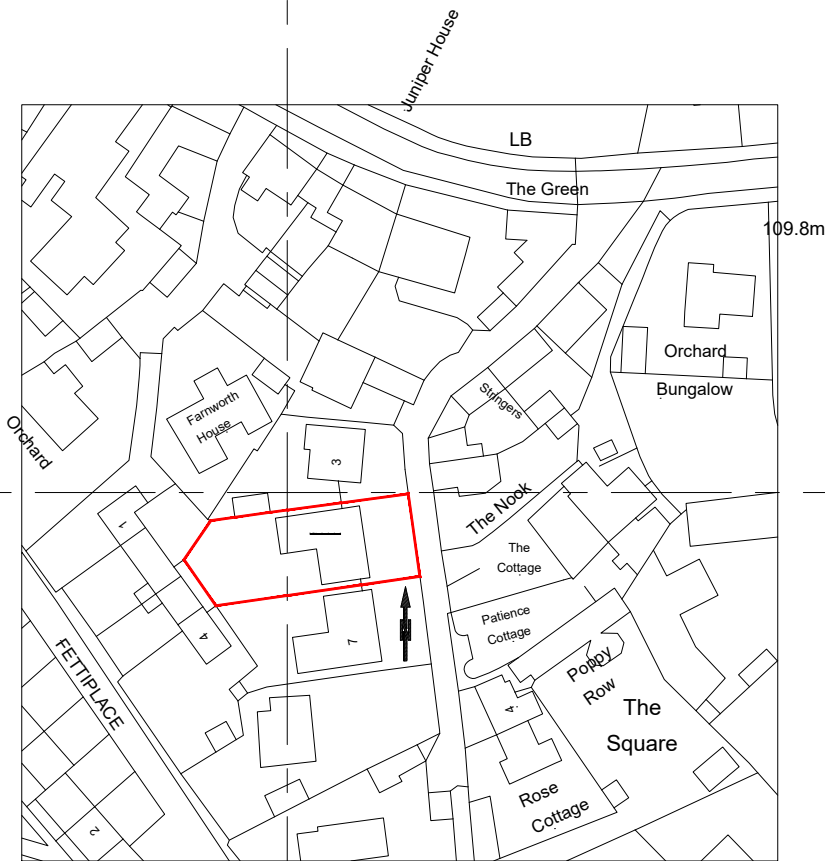 Juniper House
LB
The Green
109.8m
Orchard
Bungalow
Stringers
Farnworth
House
Orchard
3
The Nook
1
The
Cottage
Patience
Cottage
4
7
Poppy
Row
FETTIPLACE
The
Square
4
Rose
Cottage
2